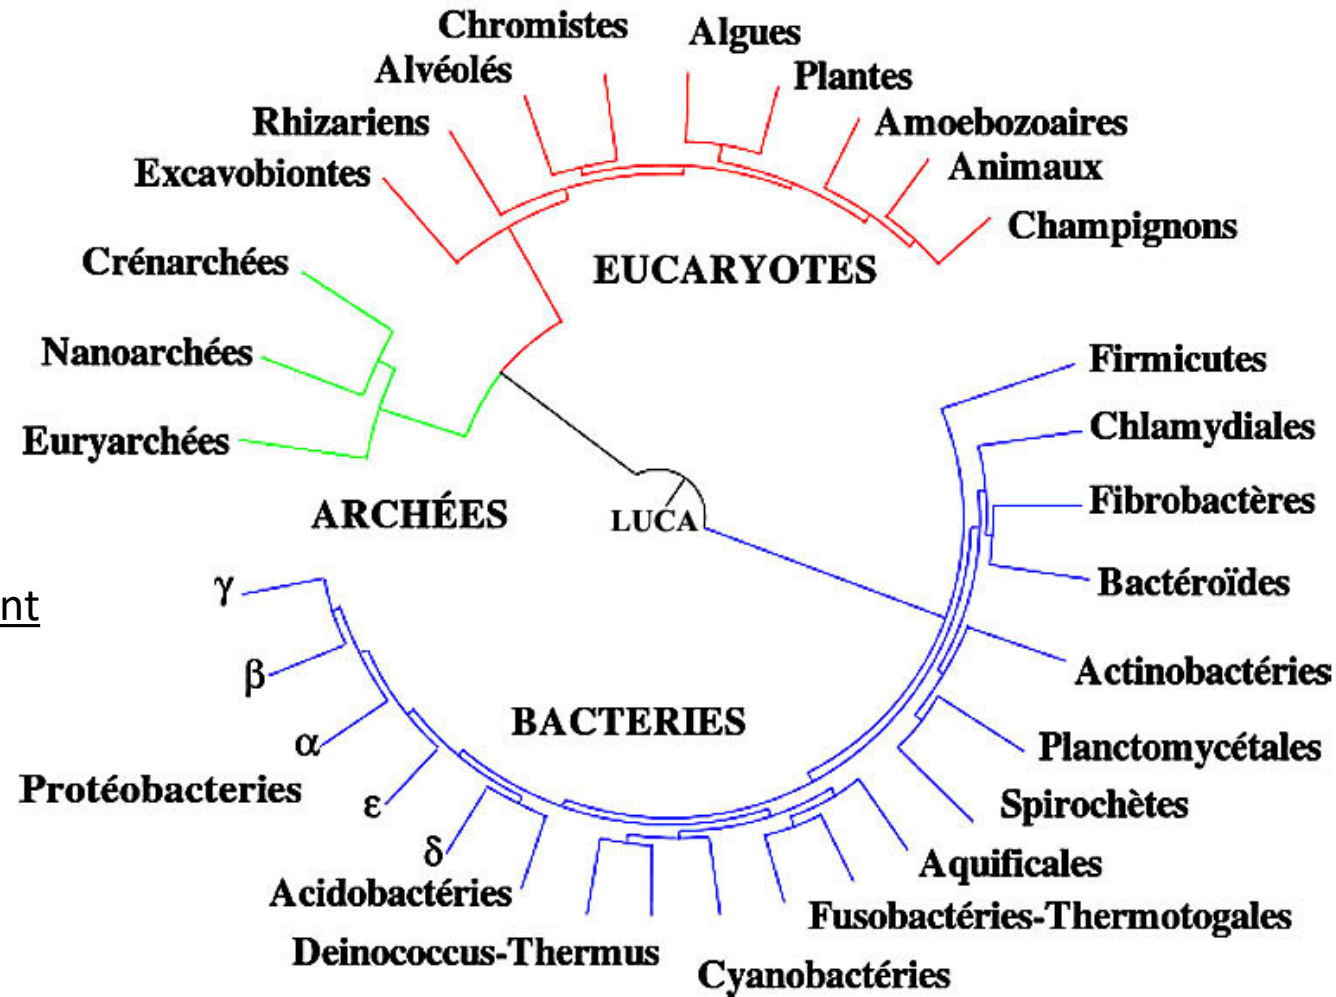 Chromistes
Algues
Alvéolés
Plantes
Rhizariens
Amoebozoaires
Excavobiontes
Animaux
Champignons
Crénarchées
EUCARYOTES
Nanoarchées
Firmicutes
Euryarchées
Chlamydiales
ARCHÉES
LUCA
Fibrobactères
γ
Bactéroïdes
nt
β
Actinobactéries
BACTERIES
α
Planctomycétales
Protéobacteries
ε
Spirochètes
δ
Aquificales
Acidobactéries
Fusobactéries-Thermotogales
Deinococcus-Thermus
Cyanobactéries